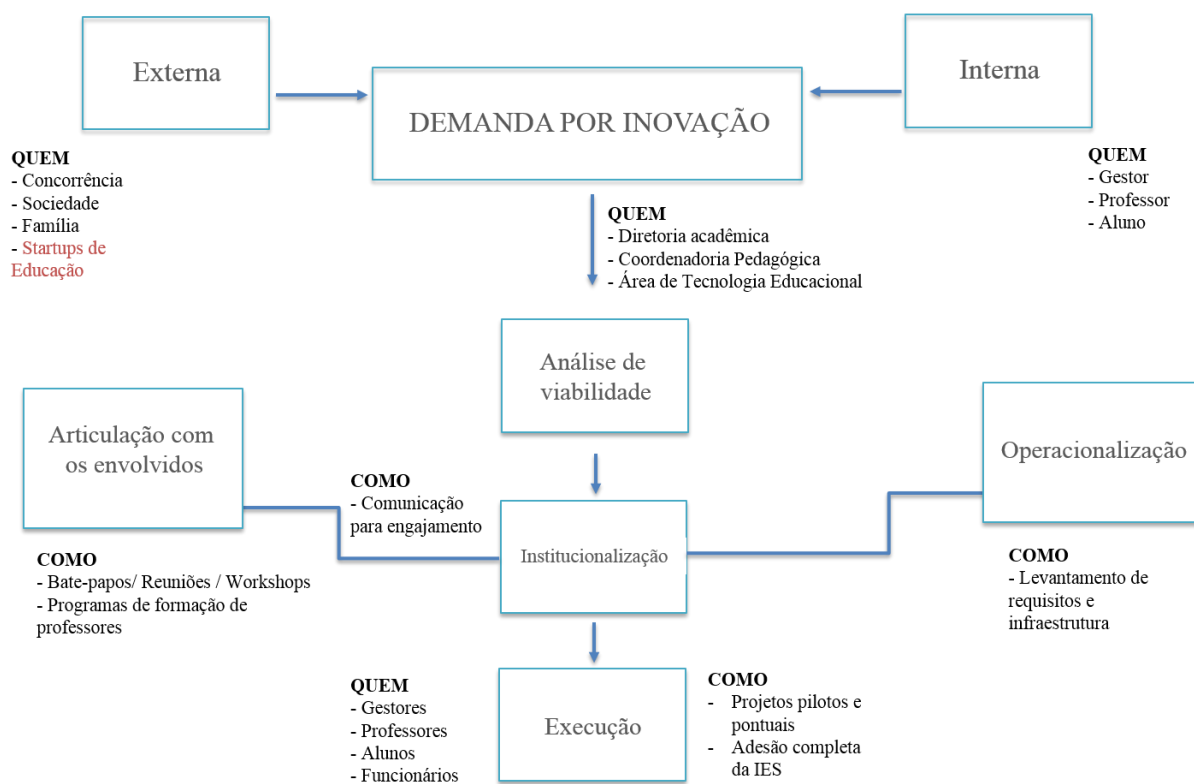 Externa
DEMANDA POR INOVAÇÃO
Interna
QUEM
- Concorrência
- Sociedade
- Família
- Startups de
Educação
QUEM
- Gestor
- Professor
- Aluno
QUEM
- Diretoria acadêmica
- Coordenadoria Pedagógica
- Área de Tecnologia Educacional
Análise de
viabilidade
Articulação com
os envolvidos
Operacionalização
COMO
- Comunicação
para engajamento
Institucionalização
COMO
- Bate-papos/ Reuniões / Workshops
- Programas de formação de
professores
COMO
- Levantamento de
requisitos e
infraestrutura
Execução
QUEM
- Gestores
- Professores
- Alunos
- Funcionários
COMO
- Projetos pilotos e
pontuais
- Adesão completa
da IES